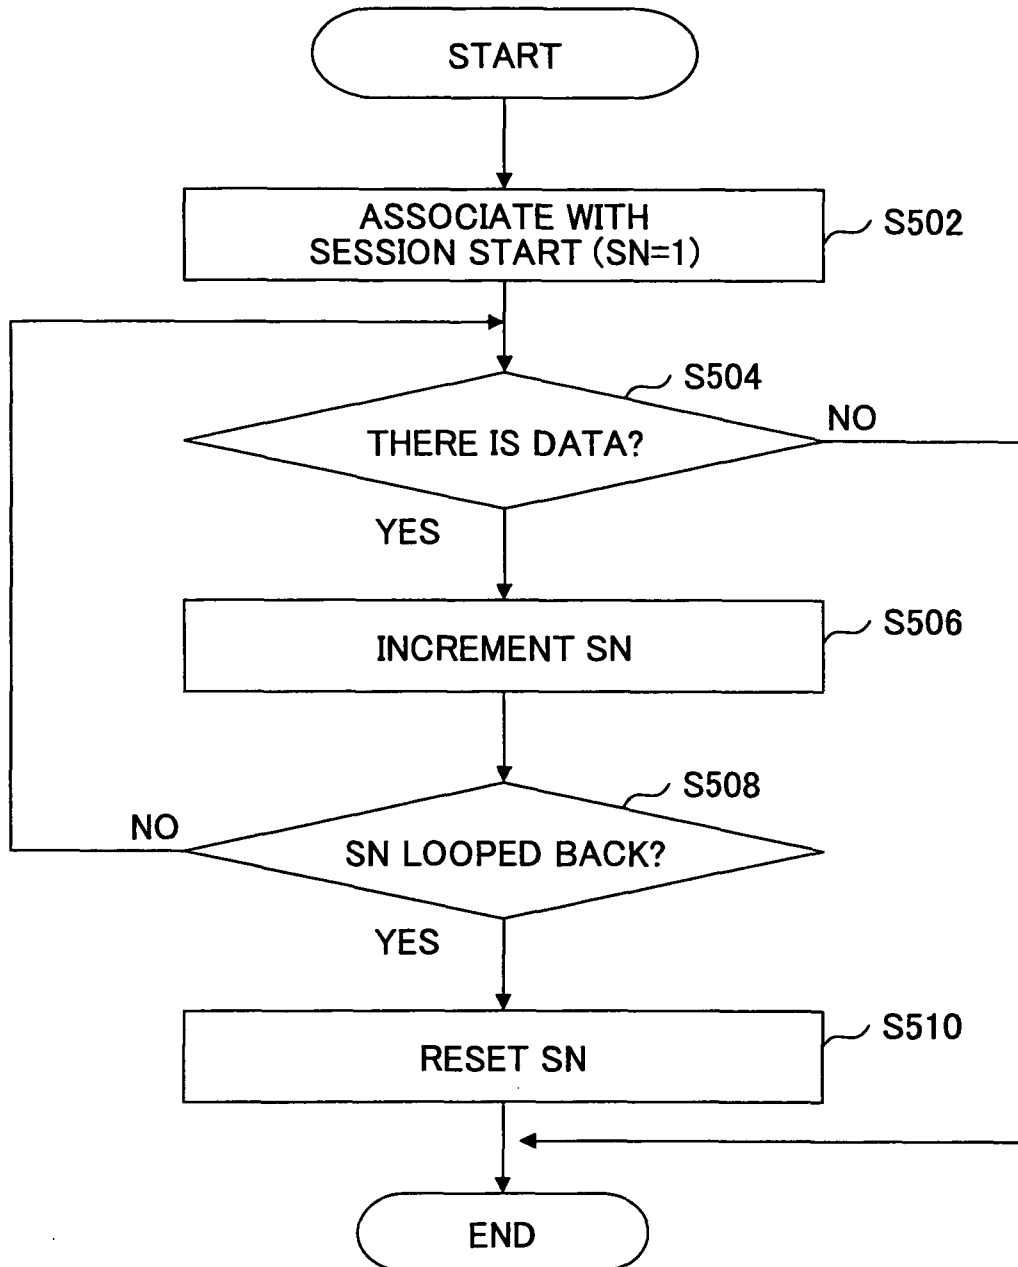 START
ASSOCIATE WITH
SESSION START (SN=1)
S502
S504
THERE IS DATA?
NO
YES
INCREMENT SN
S506
S508
NO
SN LOOPED BACK?
YES
RESET SN
S510
END